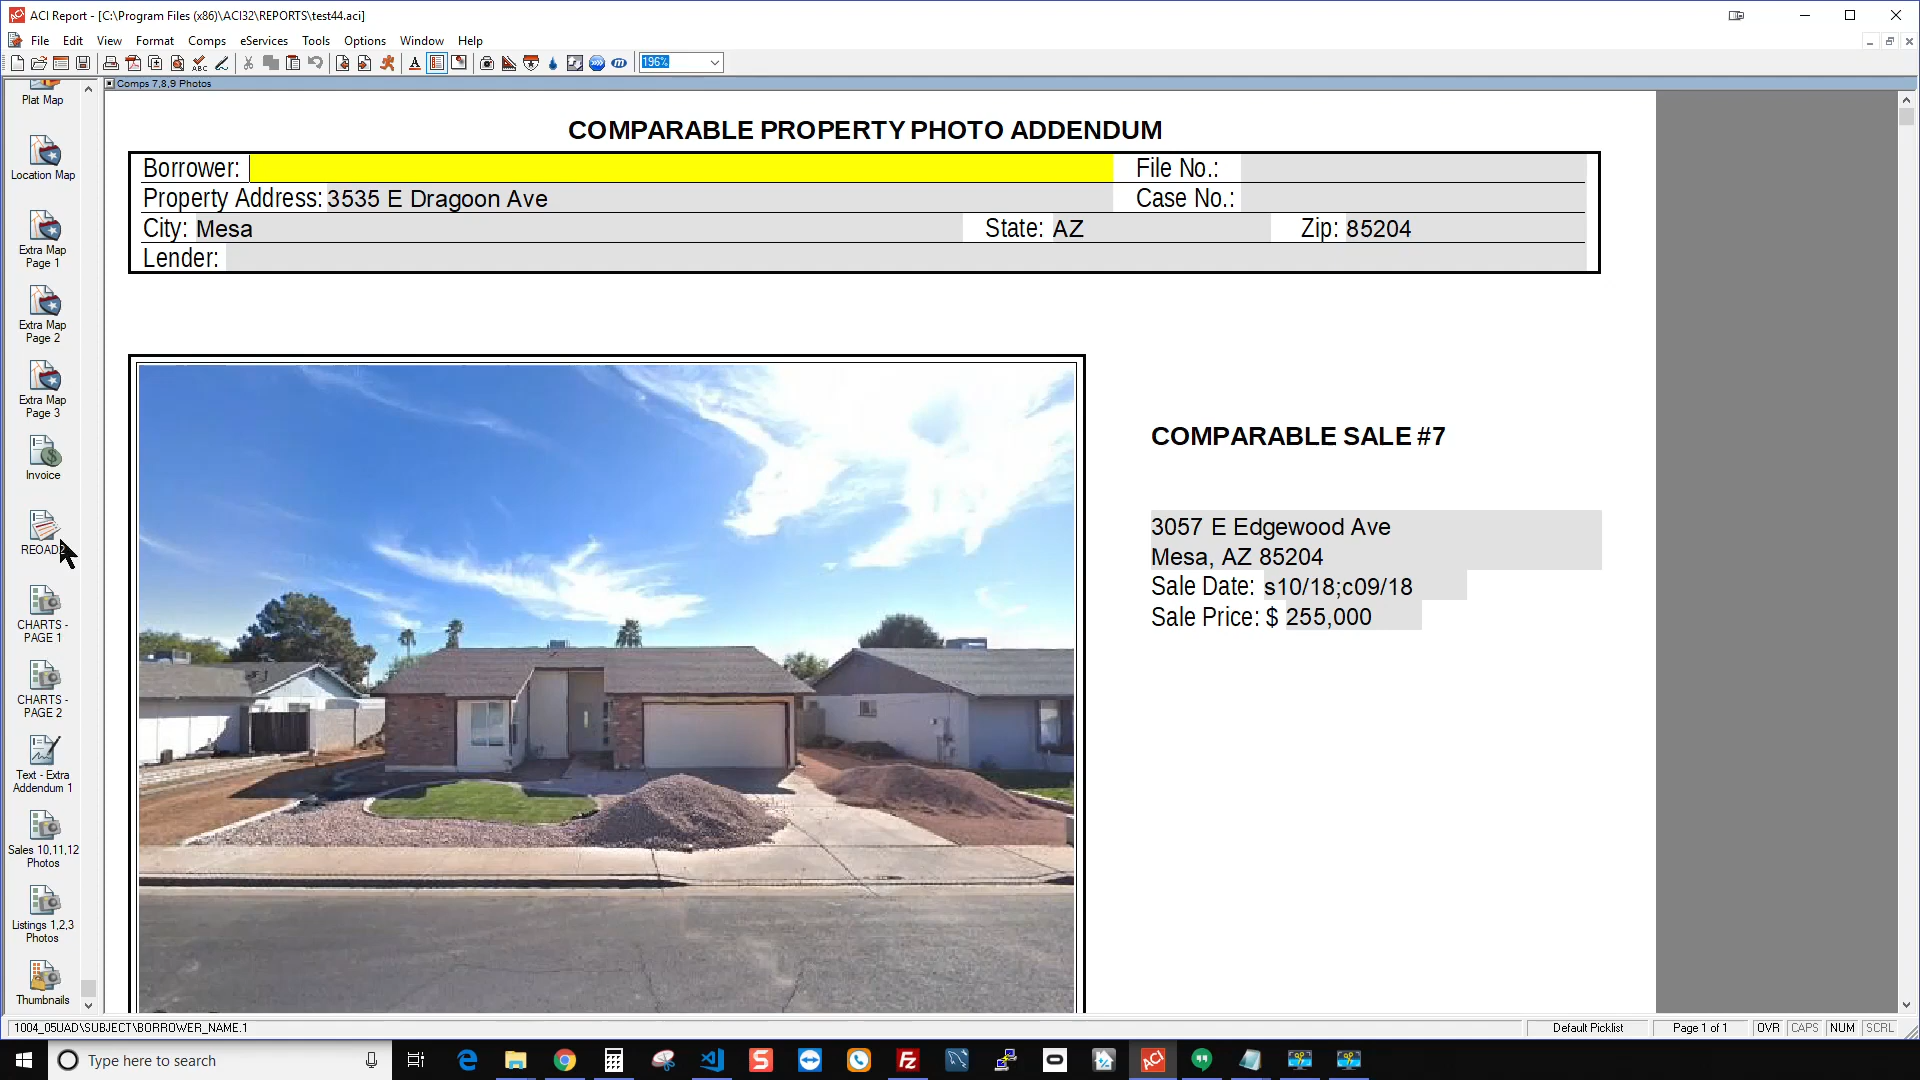 ACI Report - [C:\Program Files (x86)\ACI32\REPORTS\test44.aci]
File Edit View Format Comps eServices Tools Options Window Help
196%
Comps 7,8,9 Photos
Plat Map
Location Map
Extra Map
Page 1
Extra Map
Page 2
Extra Map
Page 3
Invoice
REOAD2
CHARTS -
PAGE 1
CHARTS -
PAGE 2
Text - Extra
Addendum 1
Sales 10,11,12
Photos
Listings 1,2,3
Photos
Thumbnails
COMPARABLE PROPERTY PHOTO ADDENDUM
Borrower: File No.:
Property Address: 3535 E Dragoon Ave Case No.:
City: Mesa State: AZ Zip: 85204
Lender:
COMPARABLE SALE #7
3057 E Edgewood Ave
Mesa, AZ 85204
Sale Date: s10/18;c09/18
Sale Price: $ 255,000
1004_05UAD\SUBJECT\BORROWER_NAME.1 Default Picklist Page 1 of 1 OVR CAPS NUM SCRL
Type here to search